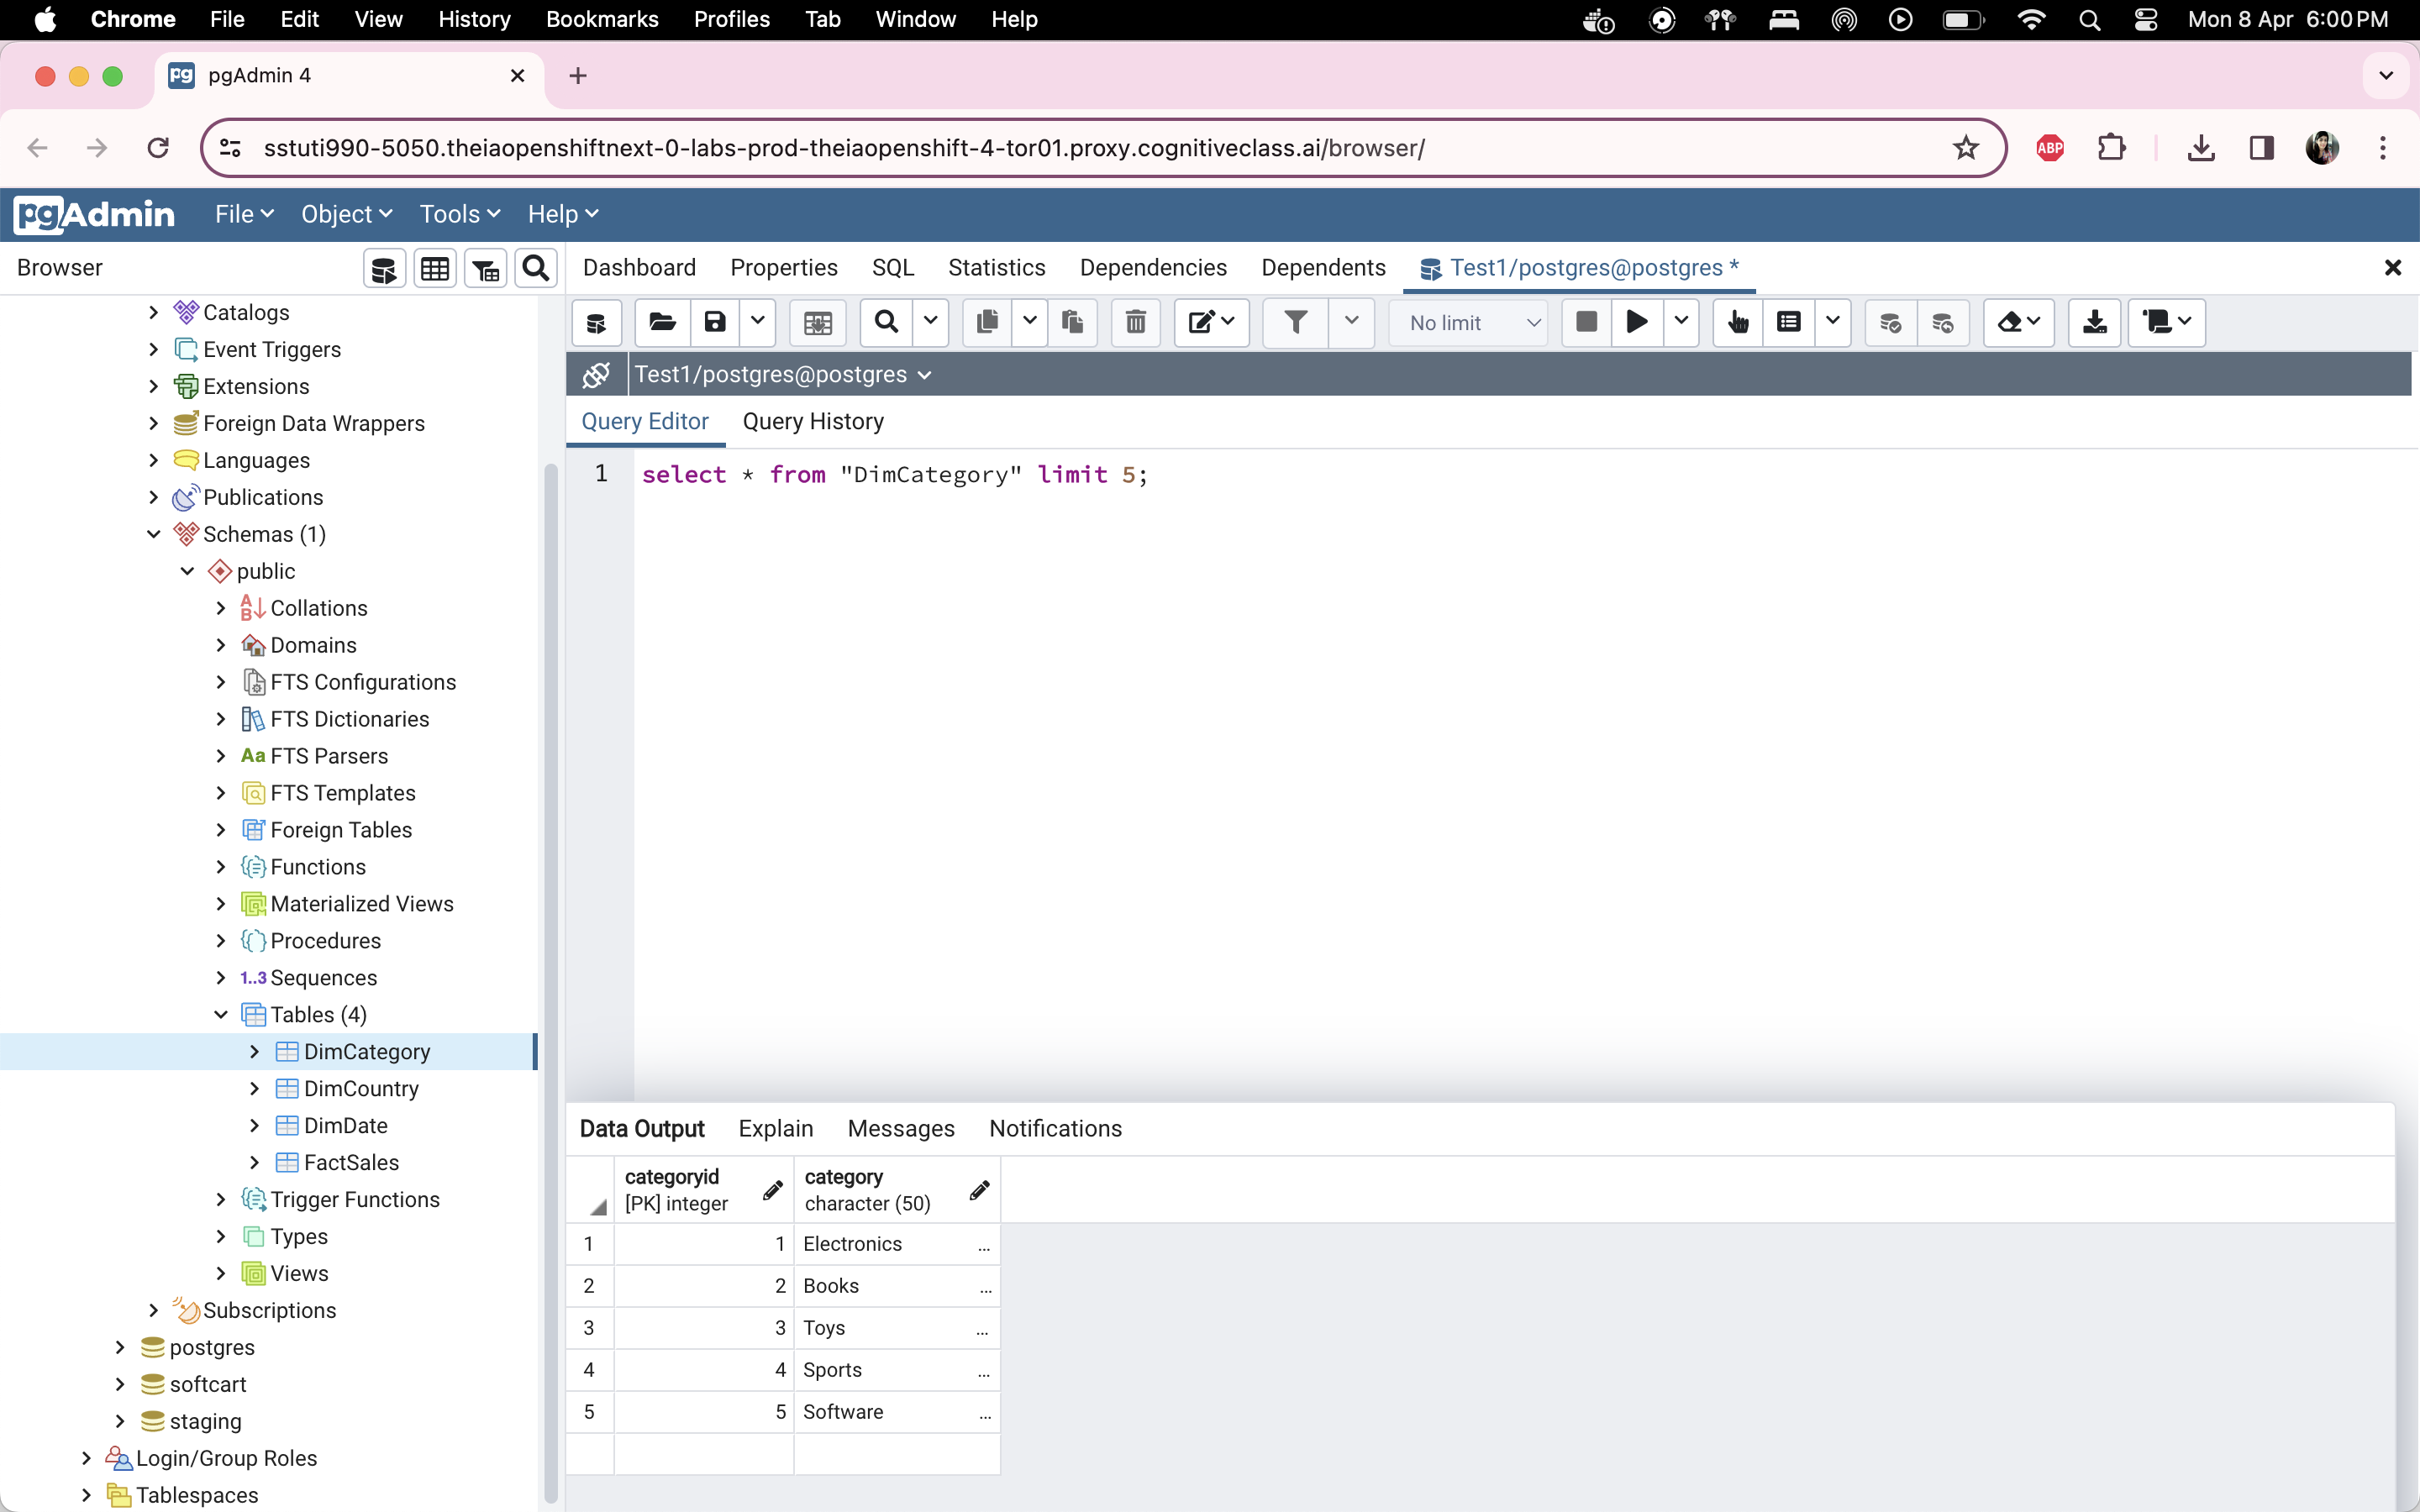 Chrome File Edit View History Bookmarks Profiles Tab Window Help Mon 8 Apr 6:00 PM
pg pgAdmin 4
sstuti990-5050.theiaopenshiftnext-0-labs-prod-theiaopenshift-4-tor01.proxy.cognitiveclass.ai/browser/ ABP
pgAdmin File Object Tools Help
Browser
Dashboard Properties SQL Statistics Dependencies Dependents Test1/postgres@postgres *
No limit
Test1/postgres@postgres
Query Editor Query History
1 select * from "DimCategory" limit 5;
Catalogs
Event Triggers
Extensions
Foreign Data Wrappers
Languages
Publications
Schemas (1)
public
Collations
Domains
FTS Configurations
FTS Dictionaries
Aa FTS Parsers
FTS Templates
Foreign Tables
Functions
Materialized Views
Procedures
1..3 Sequences
Tables (4)
DimCategory
DimCountry
DimDate
FactSales
Trigger Functions
Types
Views
Subscriptions
postgres
softcart
staging
Login/Group Roles
Tablespaces
Data Output Explain Messages Notifications
categoryid category
[PK] integer character (50)
1 1 Electronics ...
2 2 Books ...
3 3 Toys ...
4 4 Sports ...
5 5 Software ...